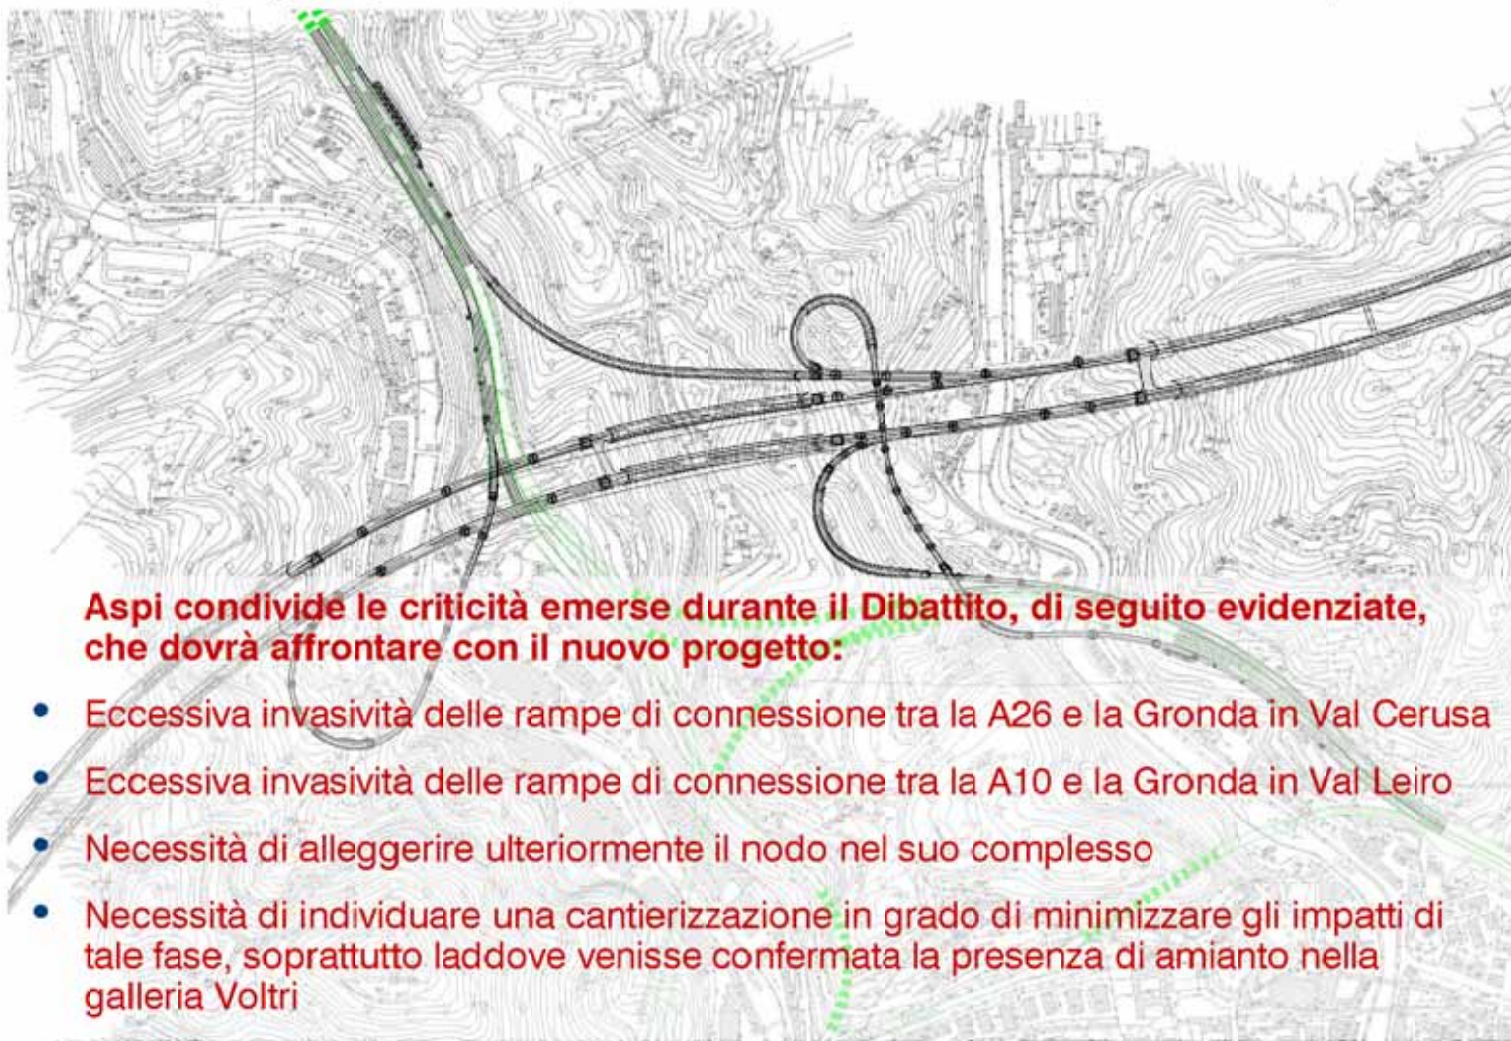 Aspi condivide le criticità emerse durante il Dibattito, di seguito evidenziate,
che dovrà affrontare con il nuovo progetto:
• Eccessiva invasività delle rampe di connessione tra la A26 e la Gronda in Val Cerusa
• Eccessiva invasività delle rampe di connessione tra la A10 e la Gronda in Val Leiro
• Necessità di alleggerire ulteriormente il nodo nel suo complesso
• Necessità di individuare una cantierizzazione in grado di minimizzare gli impatti di
tale fase, soprattutto laddove venisse confermata la presenza di amianto nella
galleria Voltri